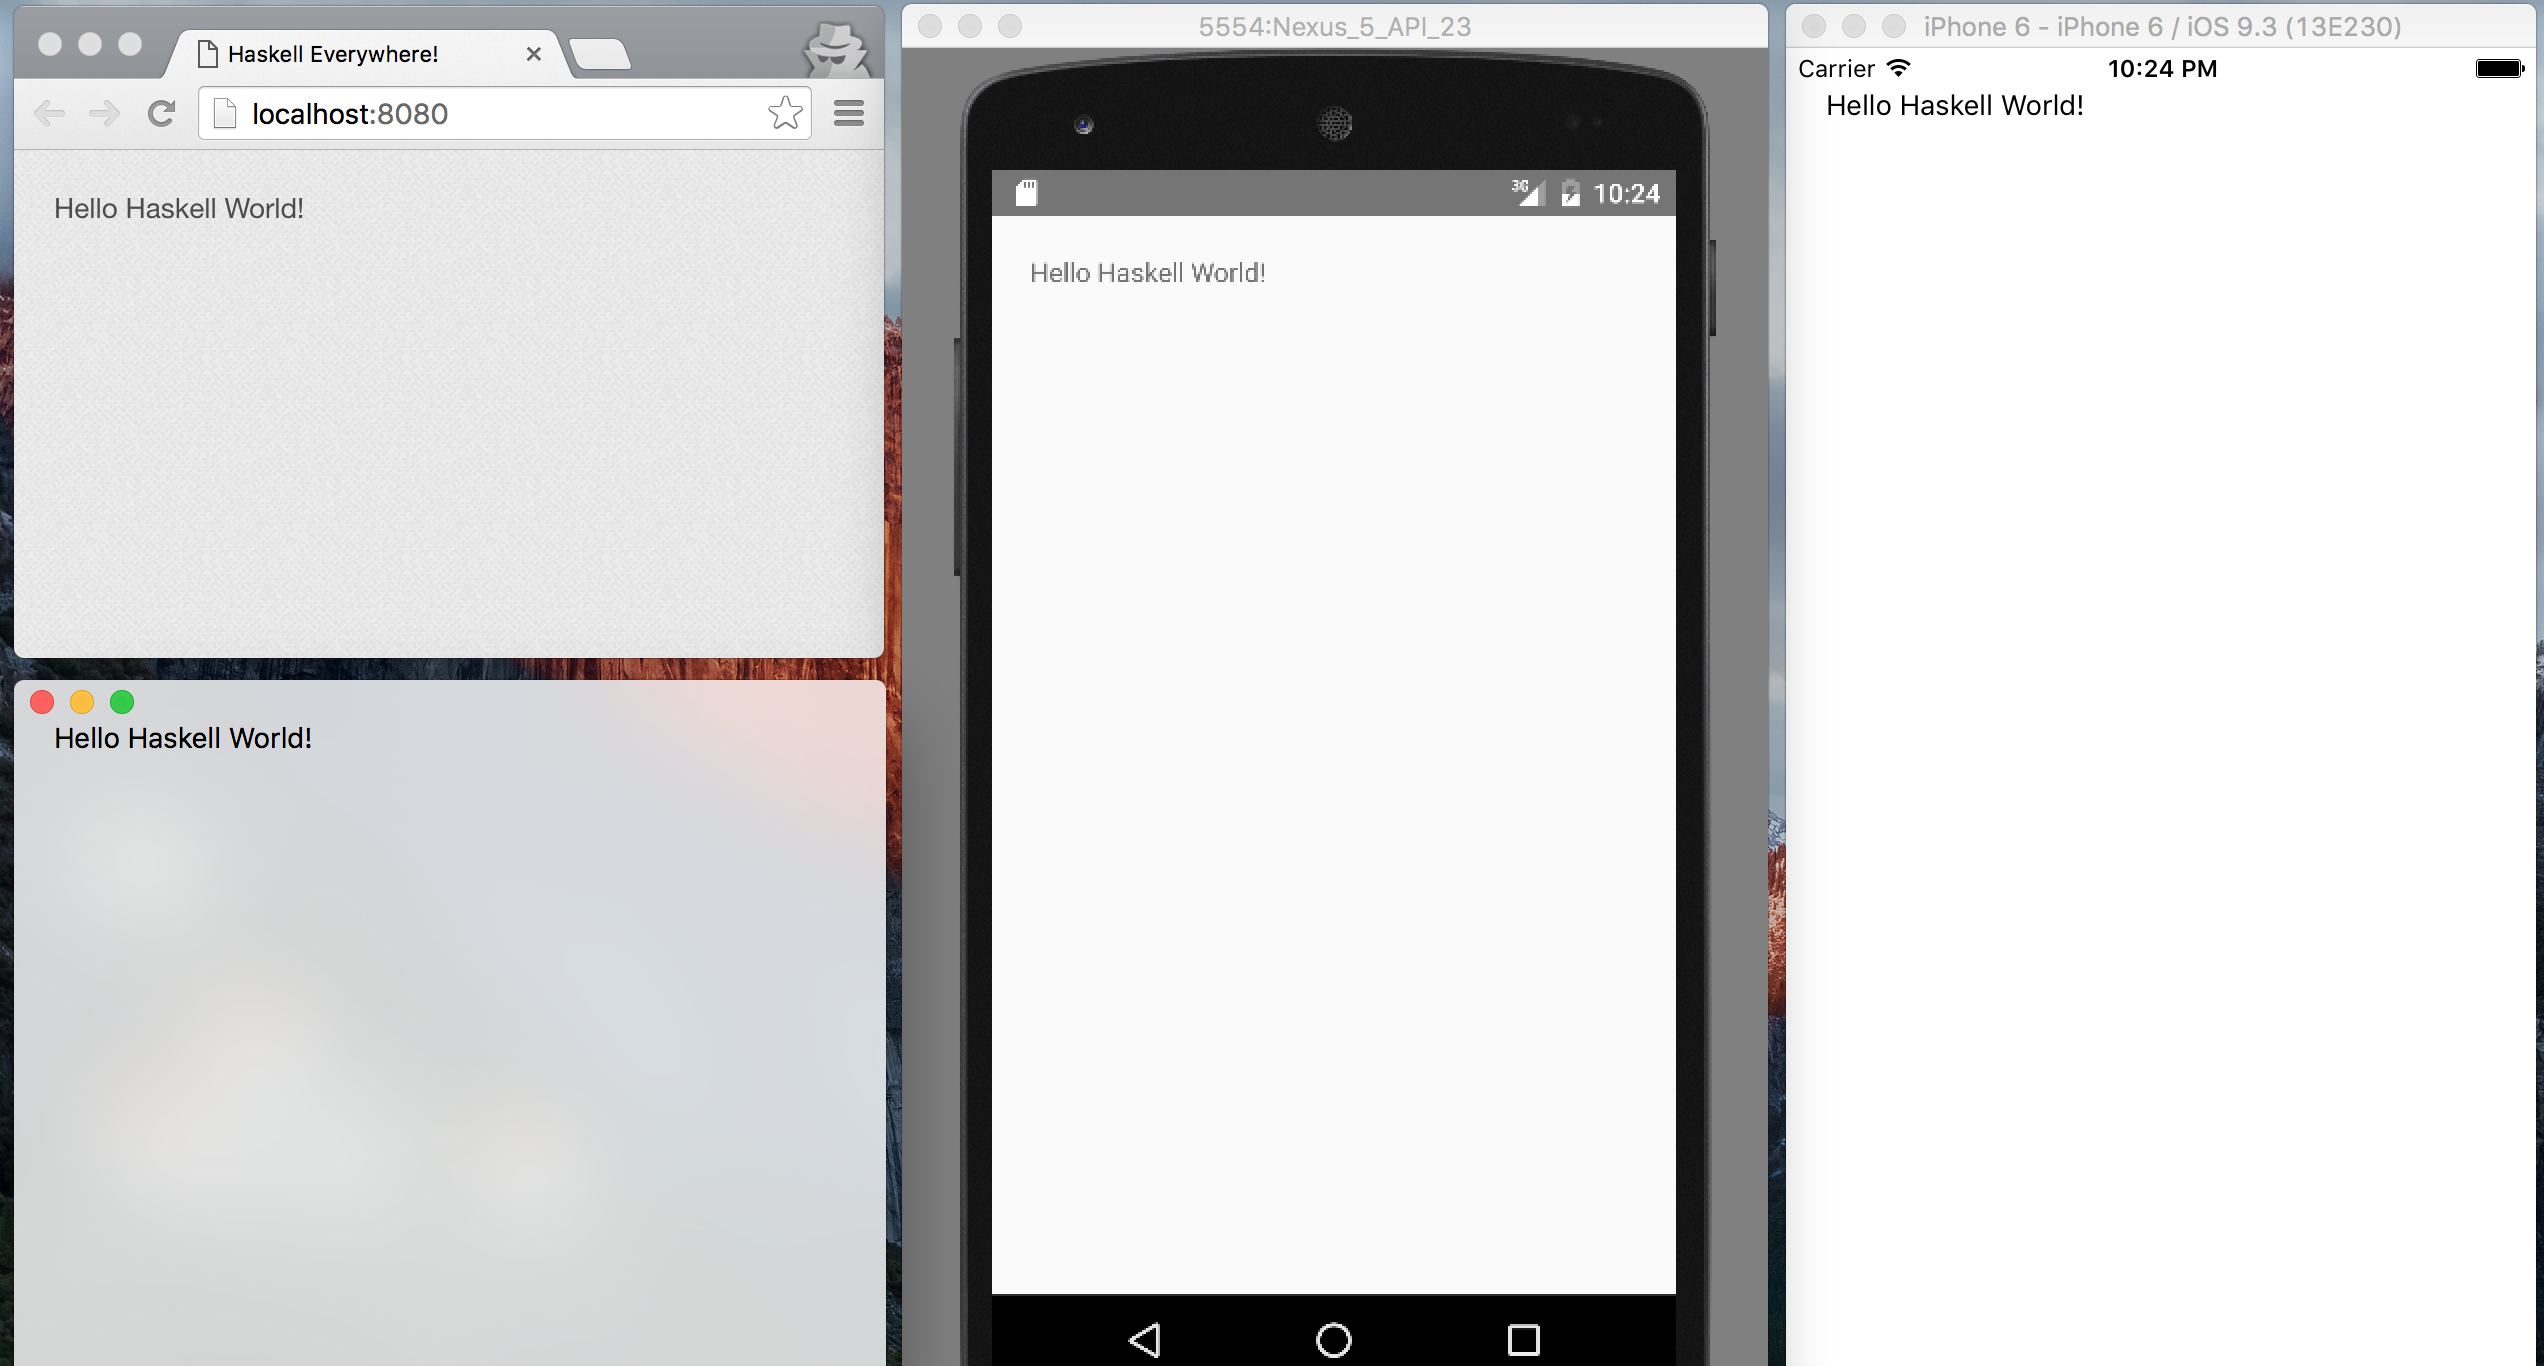 Haskell Everywhere!
localhost:8080
Hello Haskell World!
Hello Haskell World!
5554:Nexus_5_API_23
3G 10:24
Hello Haskell World!
iPhone 6 - iPhone 6 / iOS 9.3 (13E230)
Carrier 10:24 PM
Hello Haskell World!